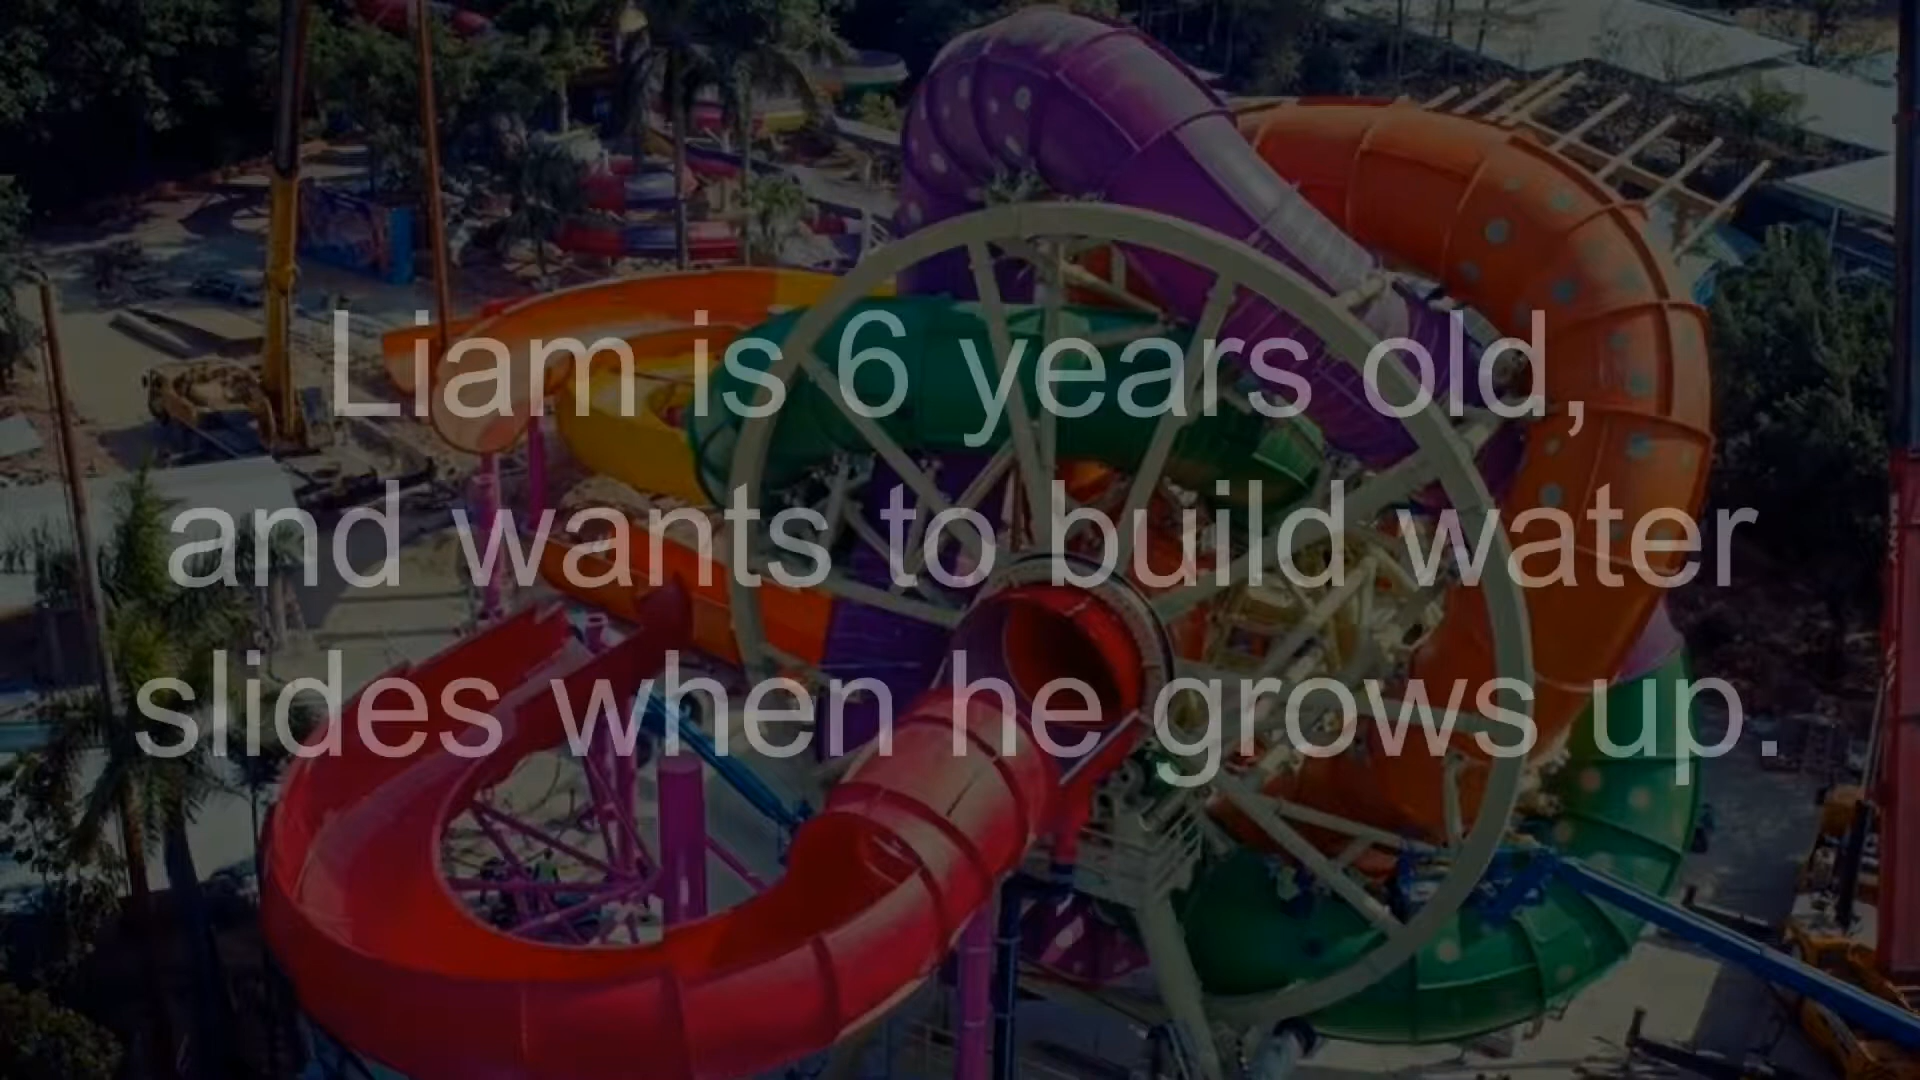 Liam is 6 years old,
and wants to build water
slides when he grows up.